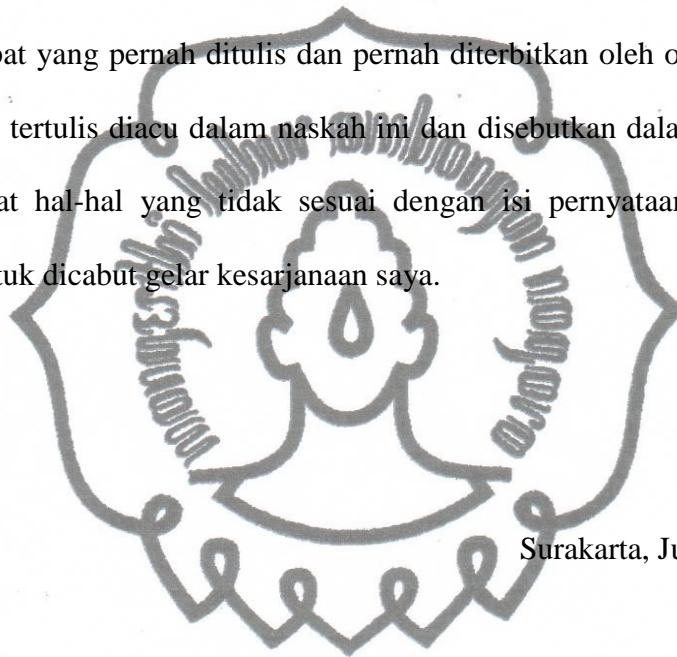 pat yang pernah ditulis dan pernah diterbitkan oleh o
tertulis diacu dalam naskah ini dan disebutkan dala
at hal-hal yang tidak sesuai dengan isi pernyataan
tuk dicabut gelar kesarjanaan saya.
Surakarta, Ju